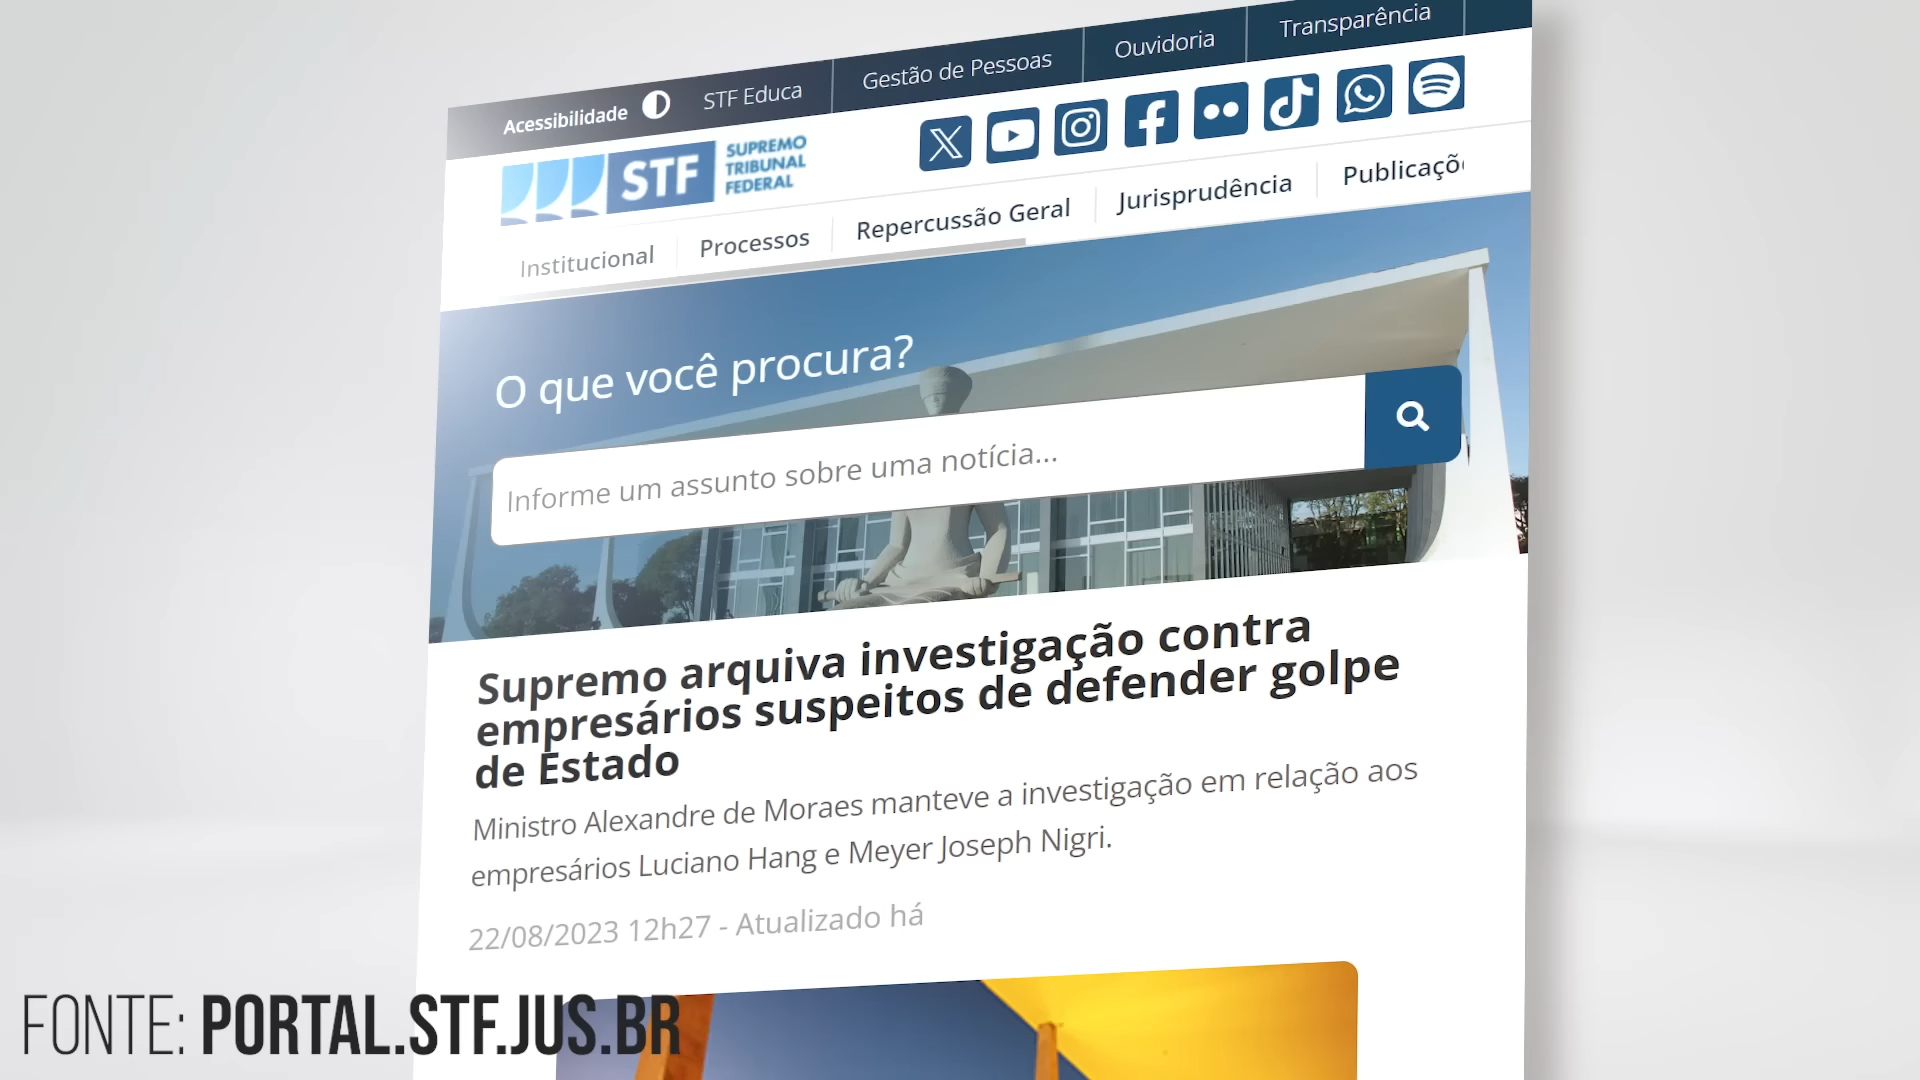 Acessibilidade STF Educa Gestão de Pessoas Ouvidoria Transparência
STF SUPREMO
TRIBUNAL
FEDERAL
Institucional Processos Repercussão Geral Jurisprudência Publicaçõ
O que você procura?
Informe um assunto sobre uma notícia...
Supremo arquiva investigação contra
empresários suspeitos de defender golpe
de Estado
Ministro Alexandre de Moraes manteve a investigação em relação aos
empresários Luciano Hang e Meyer Joseph Nigri.
22/08/2023 12h27 - Atualizado há
FONTE: PORTAL.STF.JUS.BR